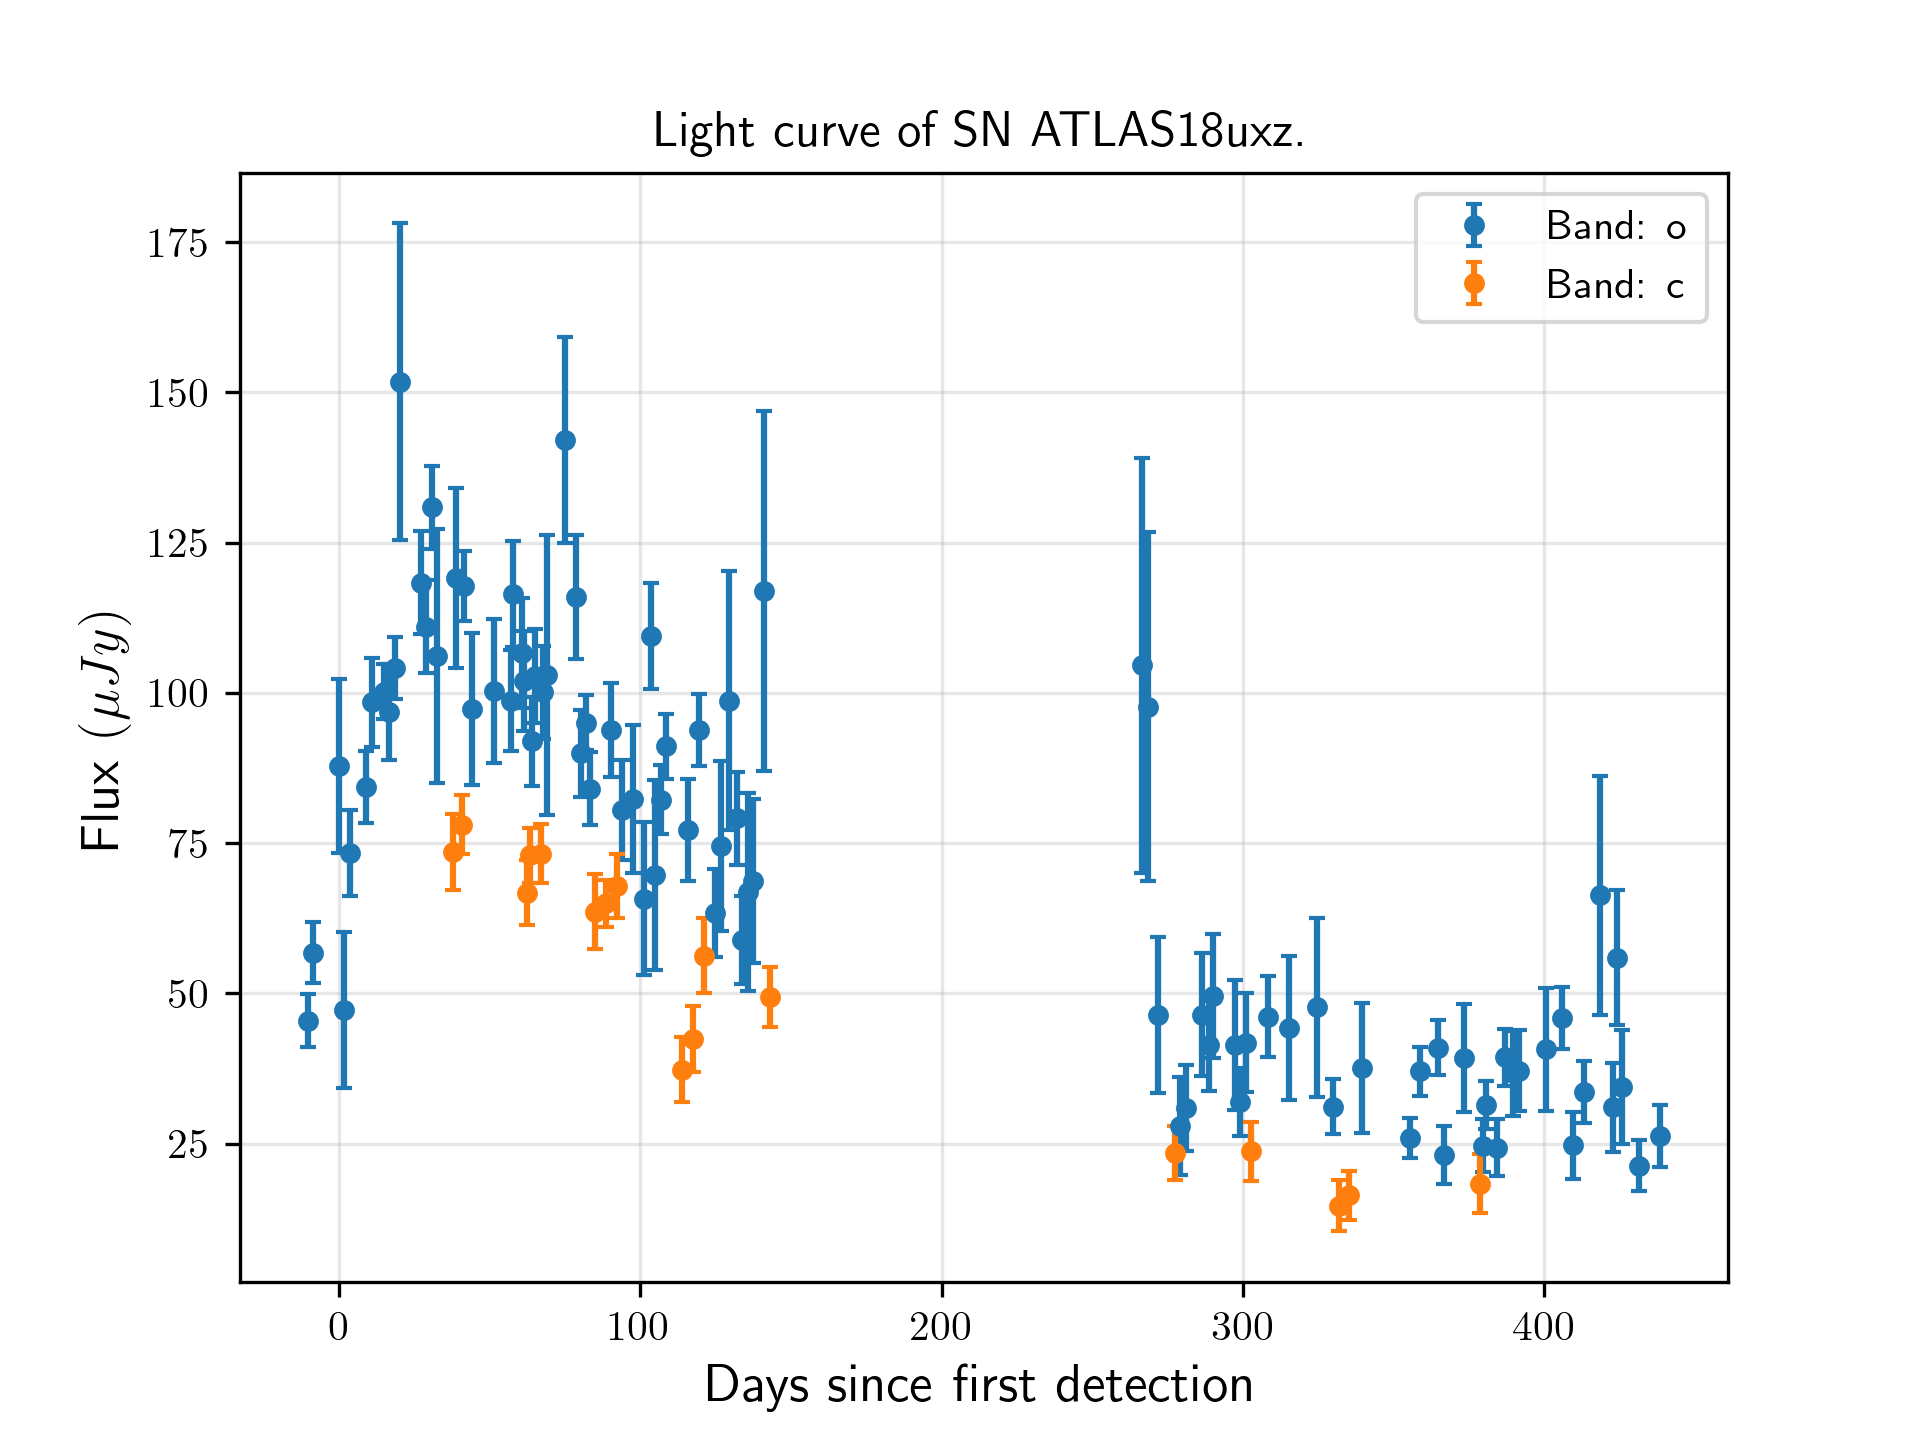 Light curve of SN ATLAS18uxz.
Band: o
Band: c
175
150
125
100
75
50
25
Flux (μJy)
0 100 200 300 400
Days since first detection